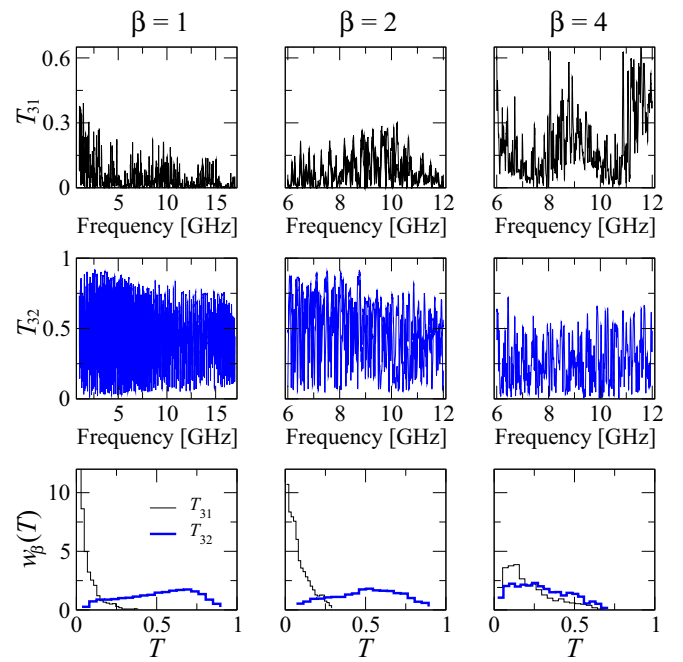 β = 1 β = 2 β = 4
T31
0.6
0.3
0
5 10 15 6 8 10 12 6 8 10 12
Frequency [GHz] Frequency [GHz] Frequency [GHz]
T32
1
0.5
0
5 10 15 6 8 10 12 6 8 10 12
Frequency [GHz] Frequency [GHz] Frequency [GHz]
wβ(T)
10
5
0
T31
T32
0 0.5 1 0 0.5 1 0 0.5 1
T T T